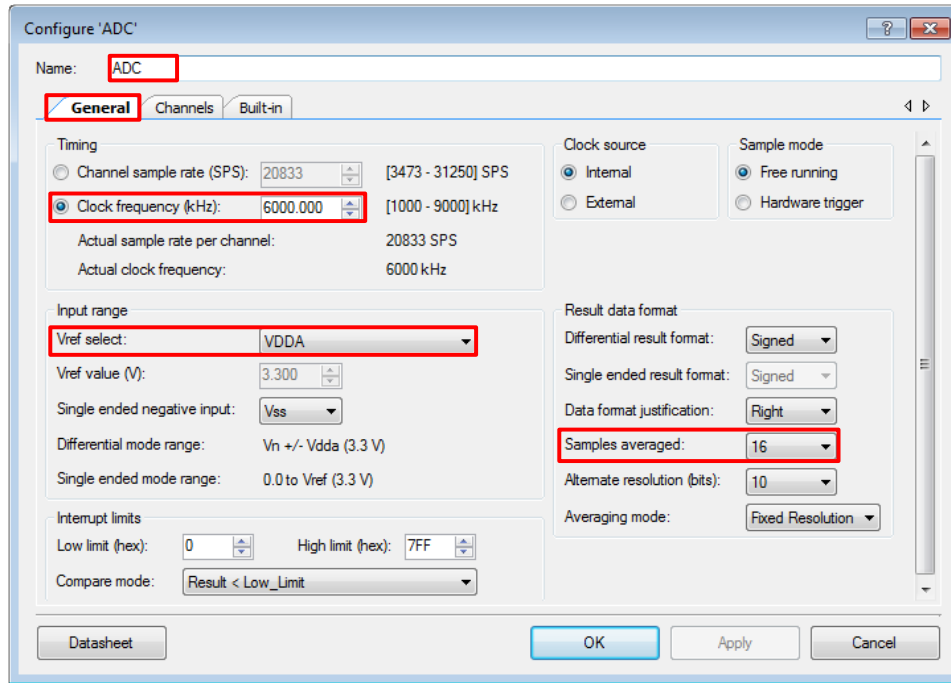 Configure 'ADC'
Name: ADC
General Channels Built-in
Timing
Channel sample rate (SPS): 20833 [3473 - 31250] SPS
Clock frequency (kHz): 6000.000 [1000 - 9000] kHz
Actual sample rate per channel: 20833 SPS
Actual clock frequency: 6000 kHz
Clock source
Internal
External
Sample mode
Free running
Hardware trigger
Input range
Vref select: VDDA
Vref value (V): 3.300
Single ended negative input: Vss
Differential mode range: Vn +/- Vdda (3.3 V)
Single ended mode range: 0.0 to Vref (3.3 V)
Result data format
Differential result format: Signed
Single ended result format: Signed
Data format justification: Right
Samples averaged: 16
Alternate resolution (bits): 10
Averaging mode: Fixed Resolution
Interrupt limits
Low limit (hex): 0 High limit (hex): 7FF
Compare mode: Result < Low_Limit
Datasheet OK Apply Cancel